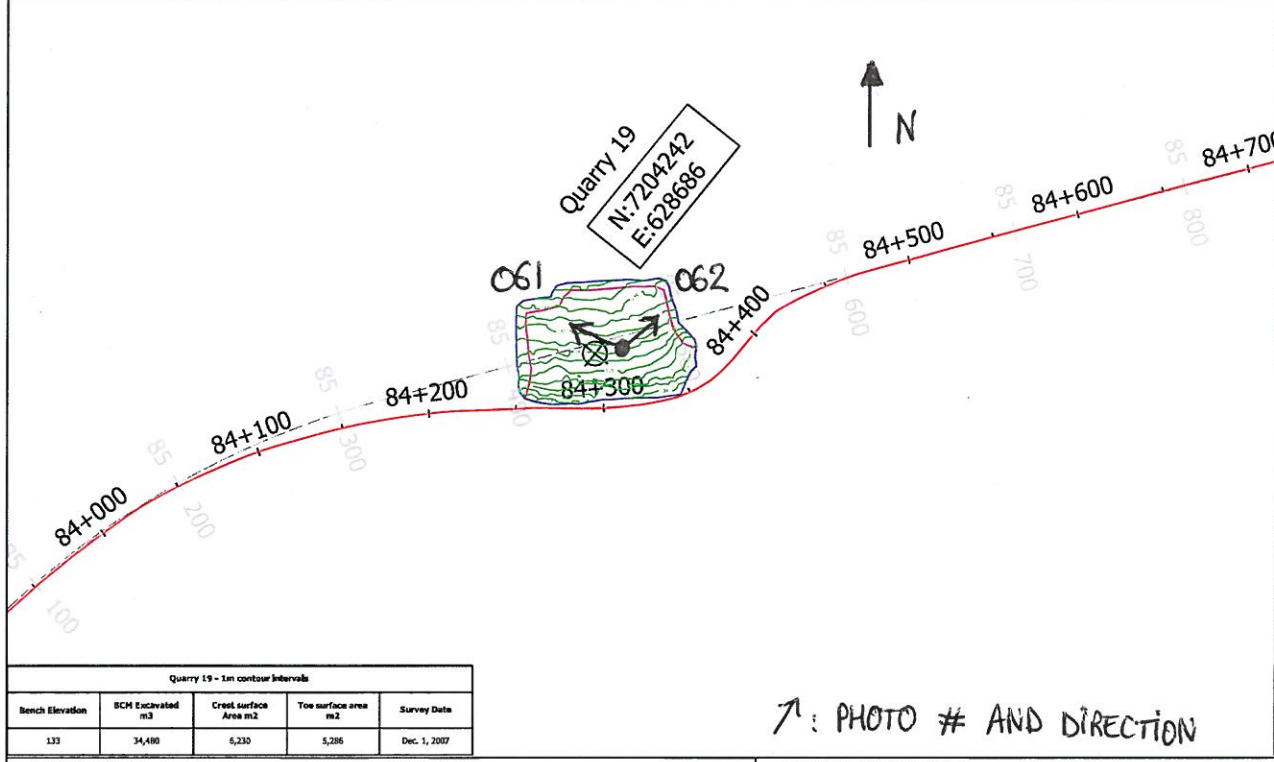 N
Quarry 19
N:7204242
E:628686
061
062
84+000
84+100
84+200
84+300
84+400
84+500
84+600
84+700
85 100
85 200
85 300
85 400
85 600
85 700
85 800
Quarry 19 - 1m contour intervals
Bench Elevation
BCM Excavated m3
Crest surface Area m2
Toe surface area m2
Survey Date
133
34,480
6,230
5,286
Dec. 1, 2007
↗: PHOTO # AND DIRECTION